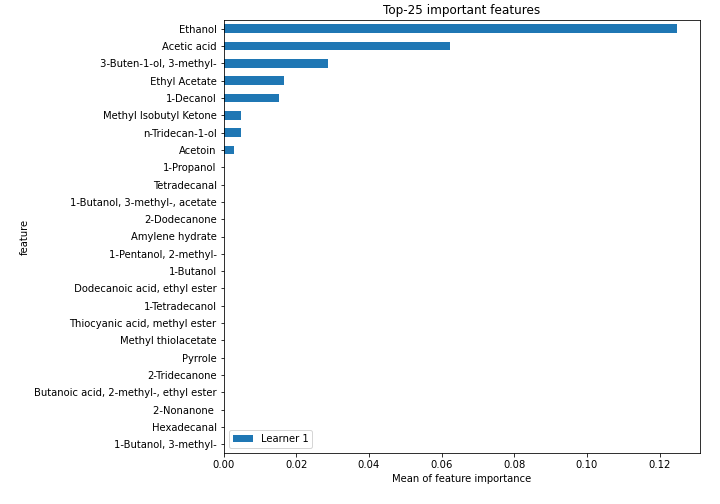 Top-25 important features
Ethanol
Acetic acid
3-Buten-1-ol, 3-methyl-
Ethyl Acetate
1-Decanol
Methyl Isobutyl Ketone
n-Tridecan-1-ol
Acetoin
1-Propanol
Tetradecanal
1-Butanol, 3-methyl-, acetate
2-Dodecanone
Amylene hydrate
1-Pentanol, 2-methyl-
1-Butanol
Dodecanoic acid, ethyl ester
1-Tetradecanol
Thiocyanic acid, methyl ester
Methyl thiolacetate
Pyrrole
2-Tridecanone
Butanoic acid, 2-methyl-, ethyl ester
2-Nonanone
Hexadecanal
1-Butanol, 3-methyl-
feature
Learner 1
0.00 0.02 0.04 0.06 0.08 0.10 0.12
Mean of feature importance